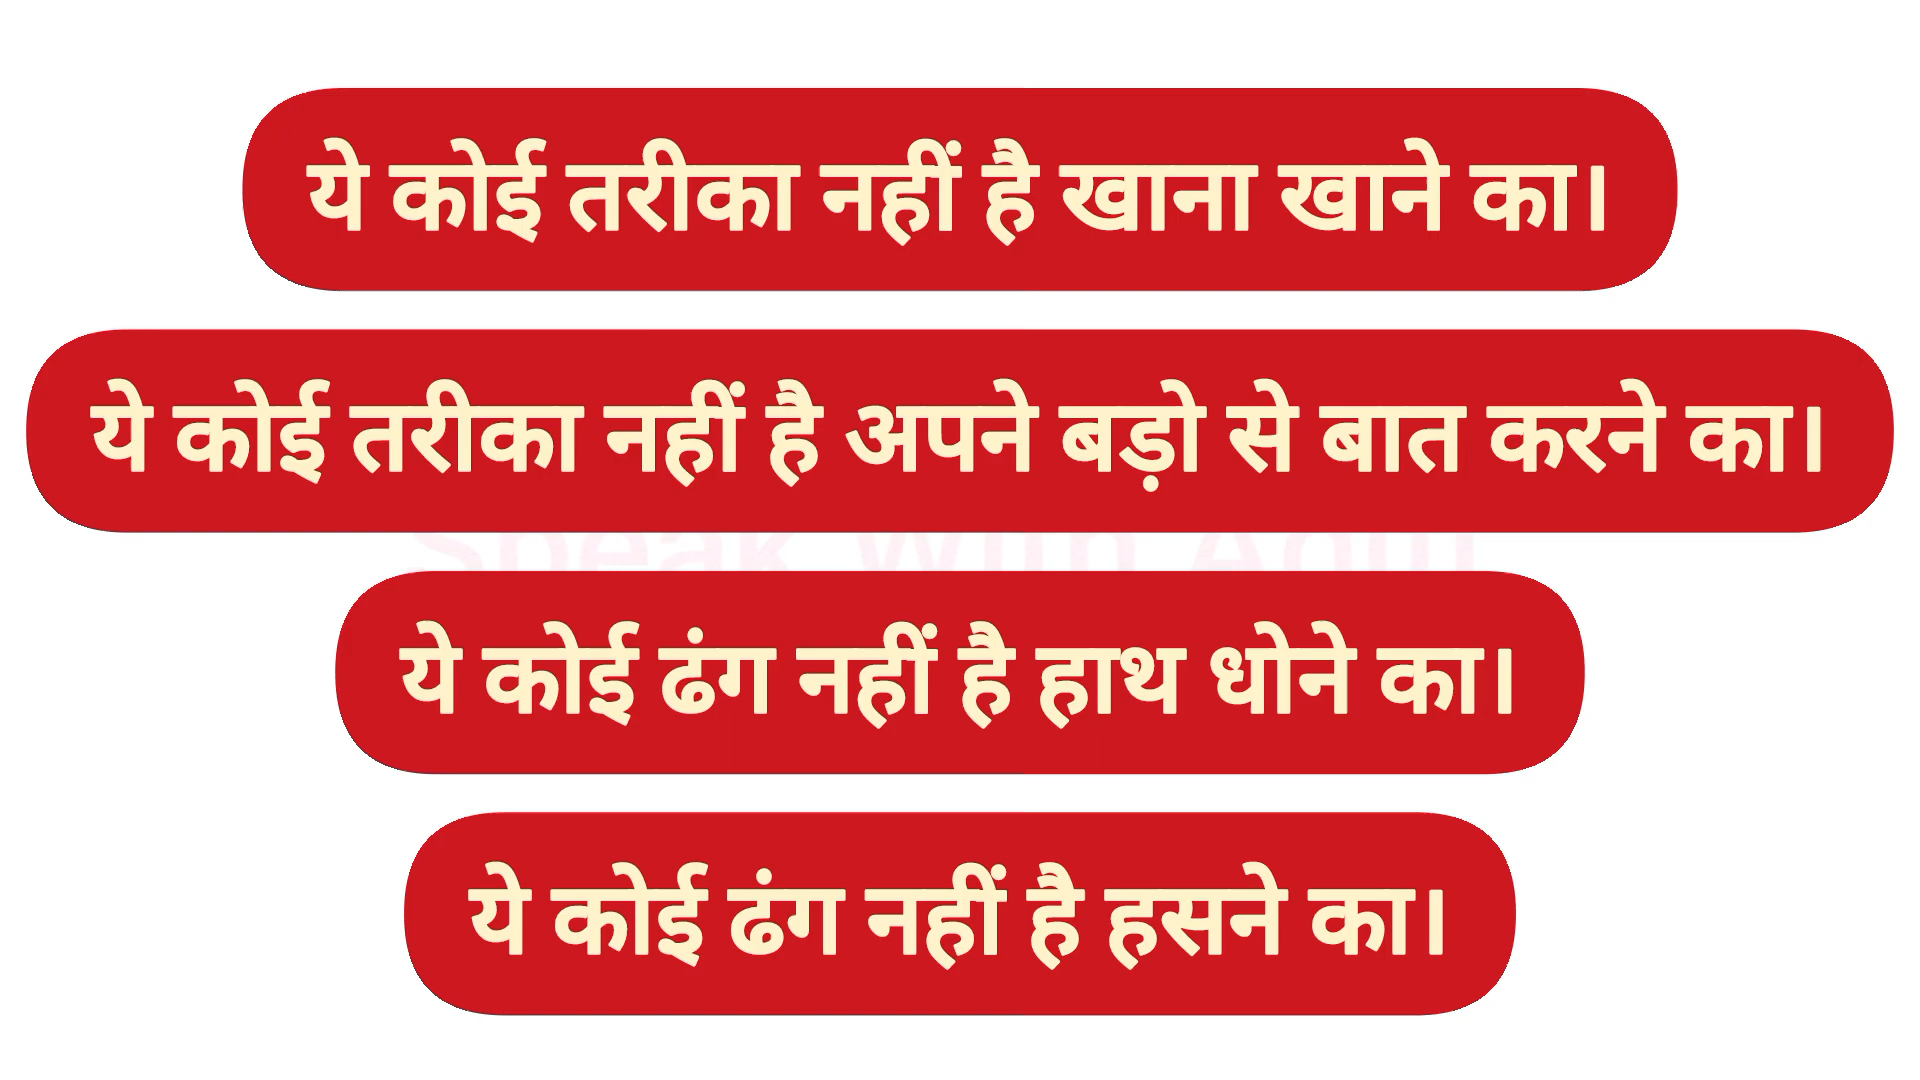 ये कोई तरीका नहीं है खाना खाने का।
ये कोई तरीका नहीं है अपने बड़ो से बात करने का।
ये कोई ढंग नहीं है हाथ धोने का।
ये कोई ढंग नहीं है हसने का।